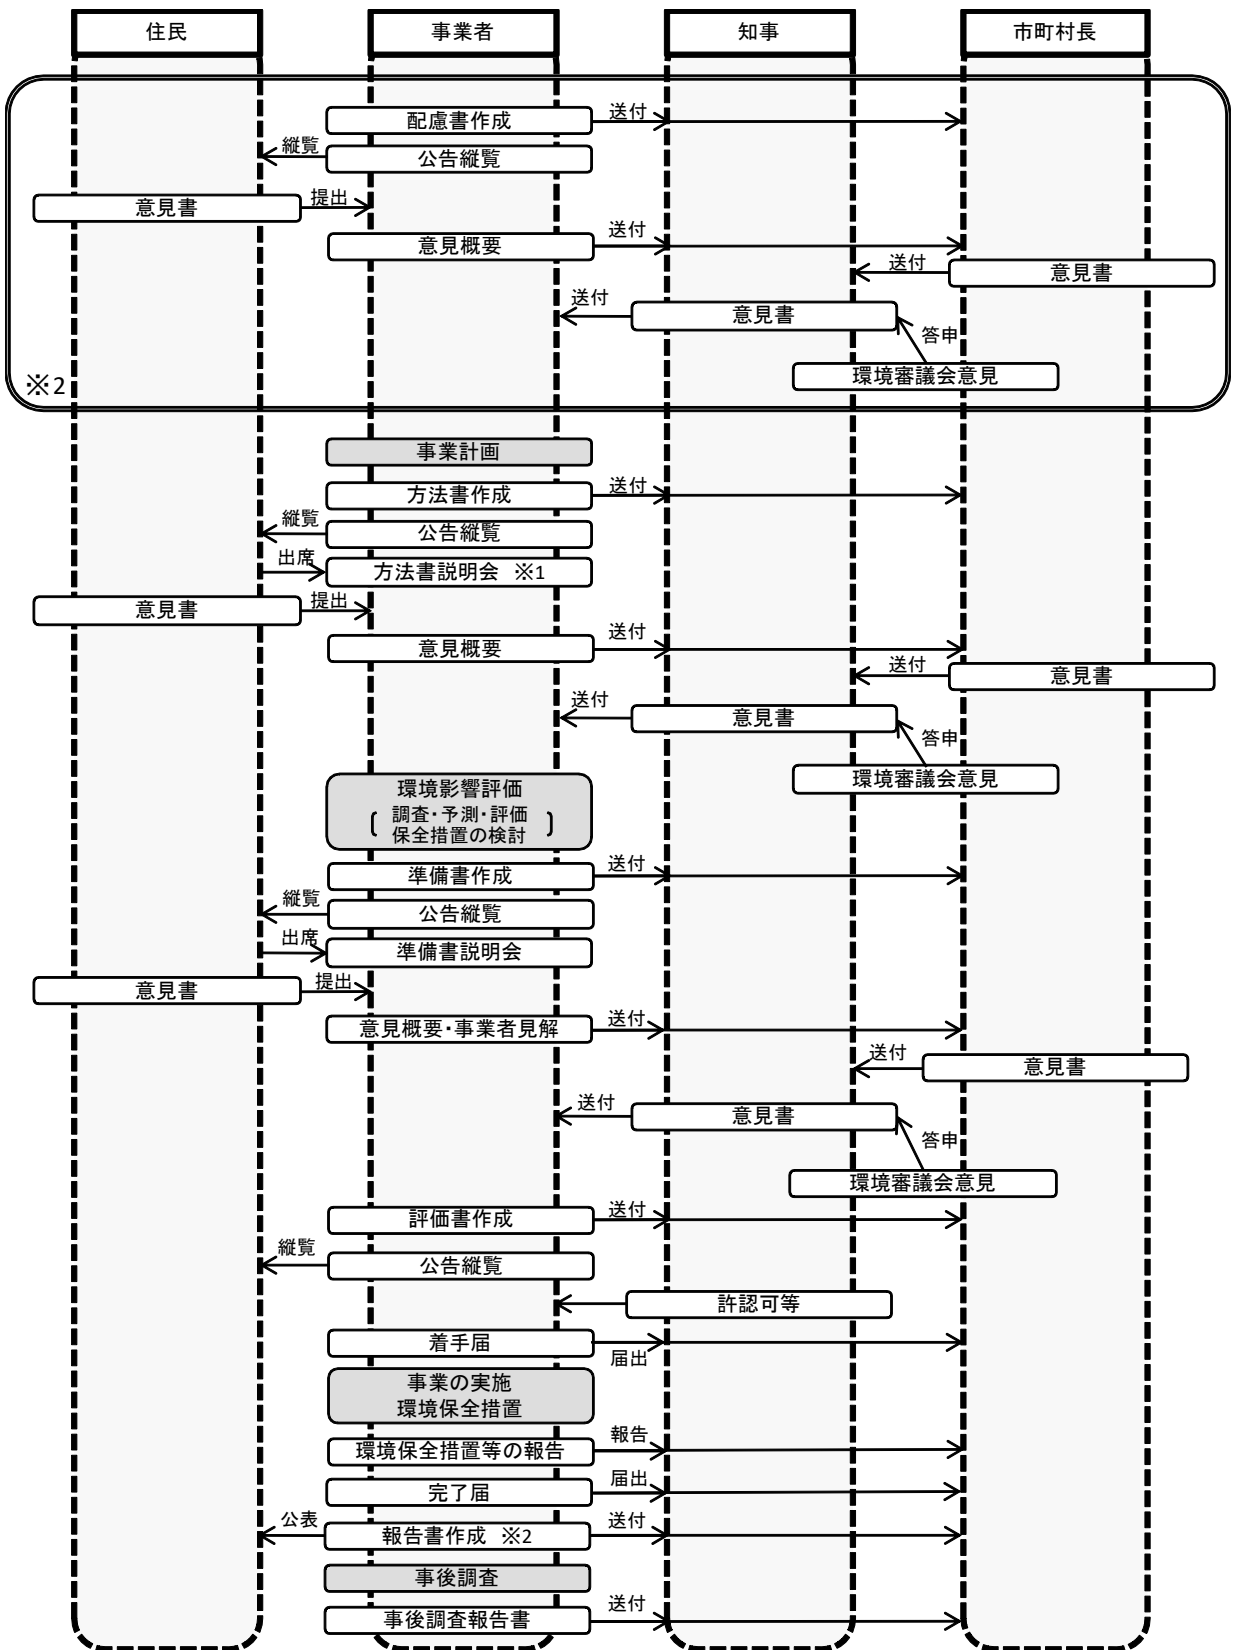 住民
事業者
知事
市町村長
配慮書作成
送付
縦覧
公告縦覧
意見書
提出
意見概要
送付
送付
意見書
送付
意見書
答申
環境審議会意見
※2
事業計画
方法書作成
送付
縦覧
公告縦覧
出席
方法書説明会 ※1
意見書
提出
意見概要
送付
送付
意見書
送付
意見書
答申
環境審議会意見
環境影響評価
調査・予測・評価
保全措置の検討
準備書作成
送付
縦覧
公告縦覧
出席
準備書説明会
意見書
提出
意見概要・事業者見解
送付
送付
意見書
送付
意見書
答申
環境審議会意見
評価書作成
送付
縦覧
公告縦覧
許認可等
着手届
届出
事業の実施
環境保全措置
環境保全措置等の報告
報告
完了届
届出
公表
報告書作成 ※2
送付
事後調査
事後調査報告書
送付